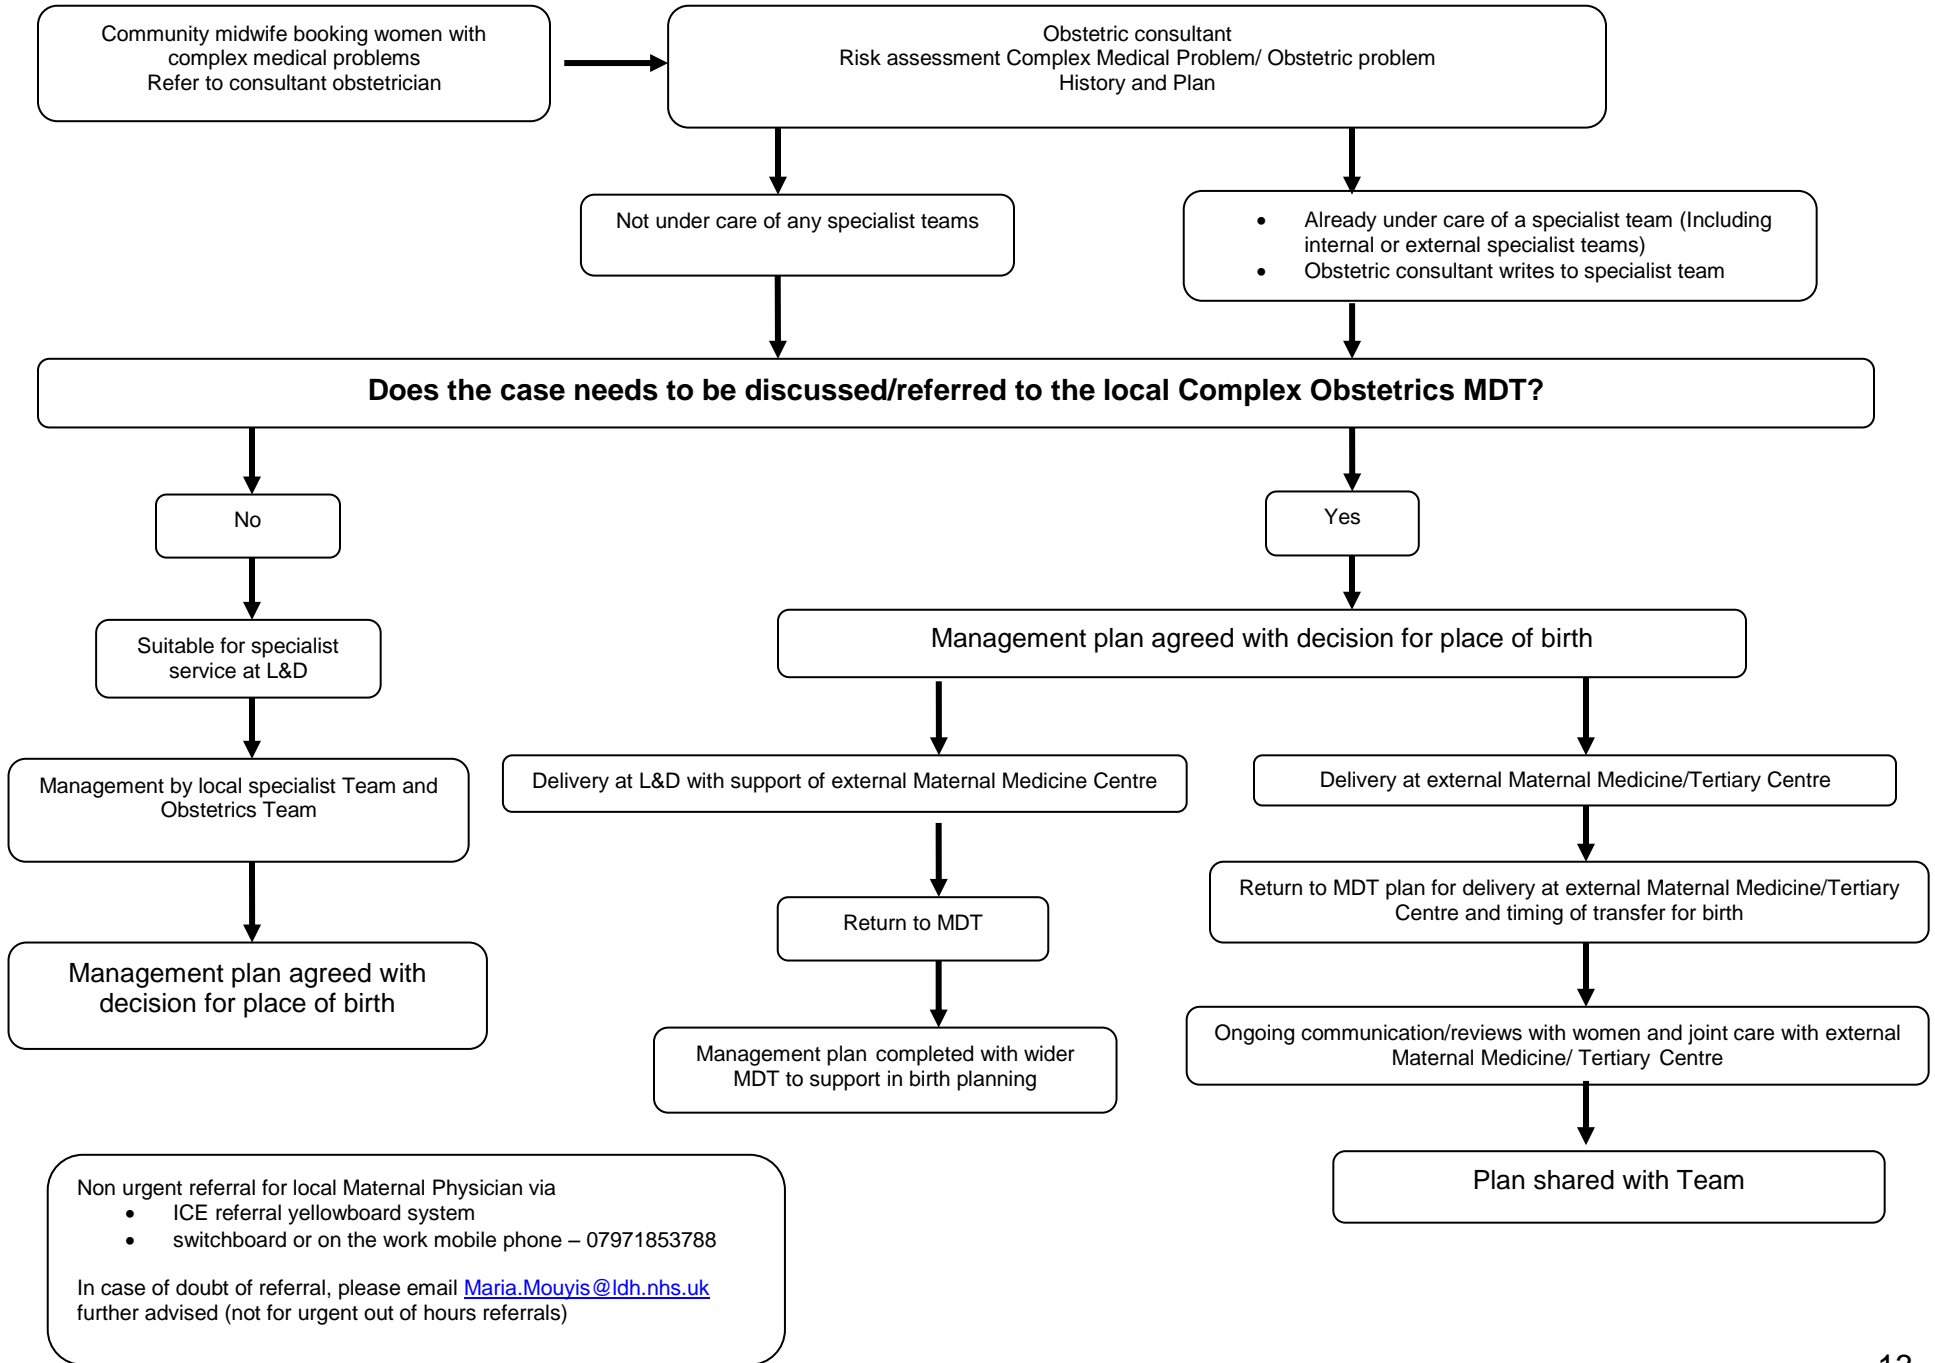 Community midwife booking women with
complex medical problems
Refer to consultant obstetrician
Obstetric consultant
Risk assessment Complex Medical Problem/ Obstetric problem
History and Plan
Not under care of any specialist teams
• Already under care of a specialist team (Including
internal or external specialist teams)
• Obstetric consultant writes to specialist team
Does the case needs to be discussed/referred to the local Complex Obstetrics MDT?
No
Yes
Suitable for specialist
service at L&D
Management plan agreed with decision for place of birth
Management by local specialist Team and
Obstetrics Team
Delivery at L&D with support of external Maternal Medicine Centre
Delivery at external Maternal Medicine/Tertiary Centre
Return to MDT plan for delivery at external Maternal Medicine/Tertiary
Centre and timing of transfer for birth
Return to MDT
Management plan agreed with
decision for place of birth
Ongoing communication/reviews with women and joint care with external
Maternal Medicine/ Tertiary Centre
Management plan completed with wider
MDT to support in birth planning
Plan shared with Team
Non urgent referral for local Maternal Physician via
• ICE referral yellowboard system
• switchboard or on the work mobile phone – 07971853788
In case of doubt of referral, please email Maria.Mouyis@ldh.nhs.uk
further advised (not for urgent out of hours referrals)